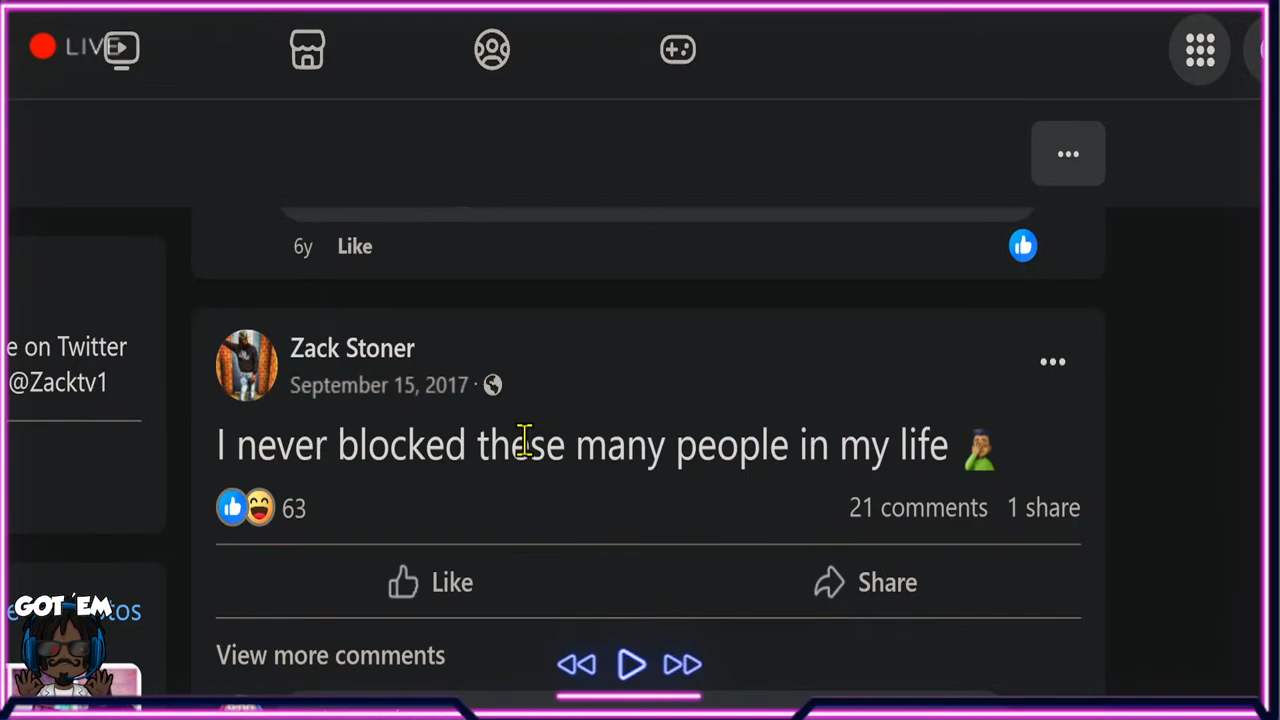 LIVE
6y Like
e on Twitter
@Zacktv1
Zack Stoner
September 15, 2017 ·
I never blocked these many people in my life
63
21 comments 1 share
Like Share
View more comments
GOT 'EM
otos